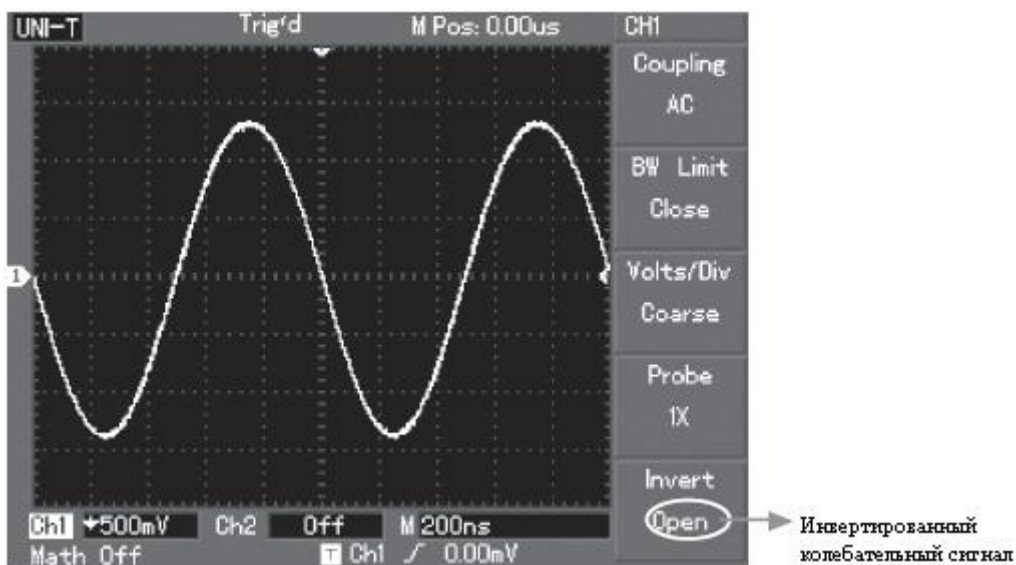 UNI-T Trig'd M Pos: 0.00us CH1
Coupling
AC
BW Limit
Close
Volts/Div
Coarse
Probe
1X
Invert
Open
1
Ch1 500mV Ch2 Off M 200ns
Math Off T Ch1 0.00mV
Инвертированный
колебательный сигнал